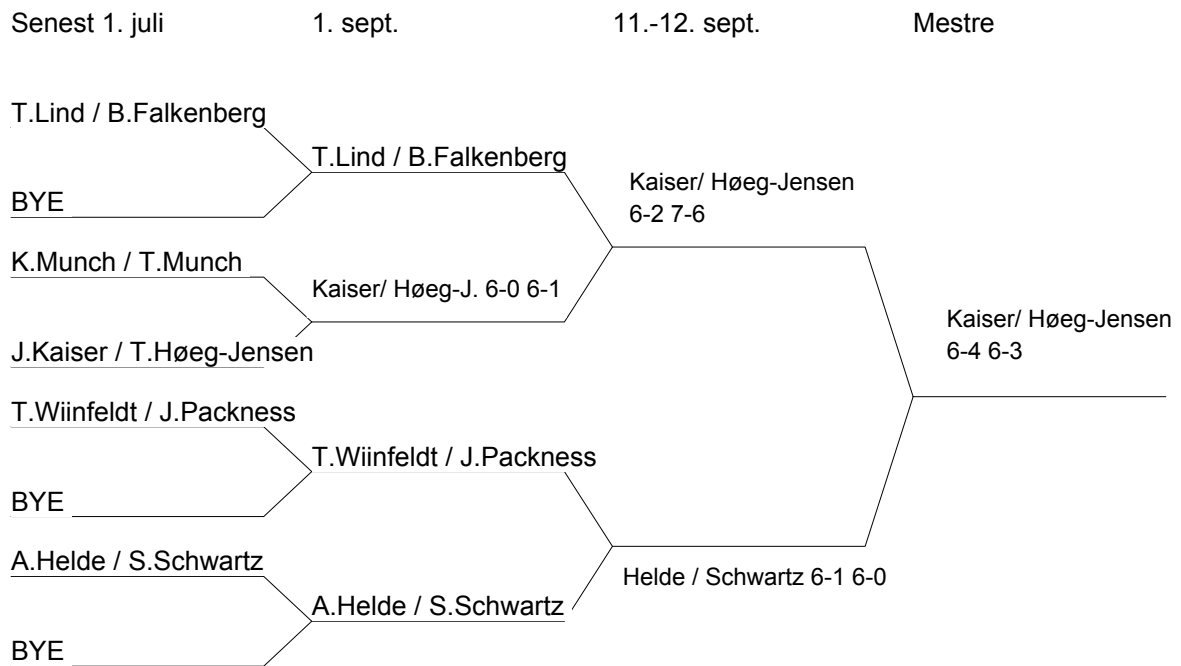 Senest 1. juli
1. sept.
11.-12. sept.
Mestre
T.Lind / B.Falkenberg
T.Lind / B.Falkenberg
BYE
Kaiser/ Høeg-Jensen
6-2 7-6
K.Munch / T.Munch
Kaiser/ Høeg-J. 6-0 6-1
J.Kaiser / T.Høeg-Jensen
Kaiser/ Høeg-Jensen
6-4 6-3
T.Wiinfeldt / J.Packness
T.Wiinfeldt / J.Packness
BYE
A.Helde / S.Schwartz
Helde / Schwartz 6-1 6-0
A.Helde / S.Schwartz
BYE